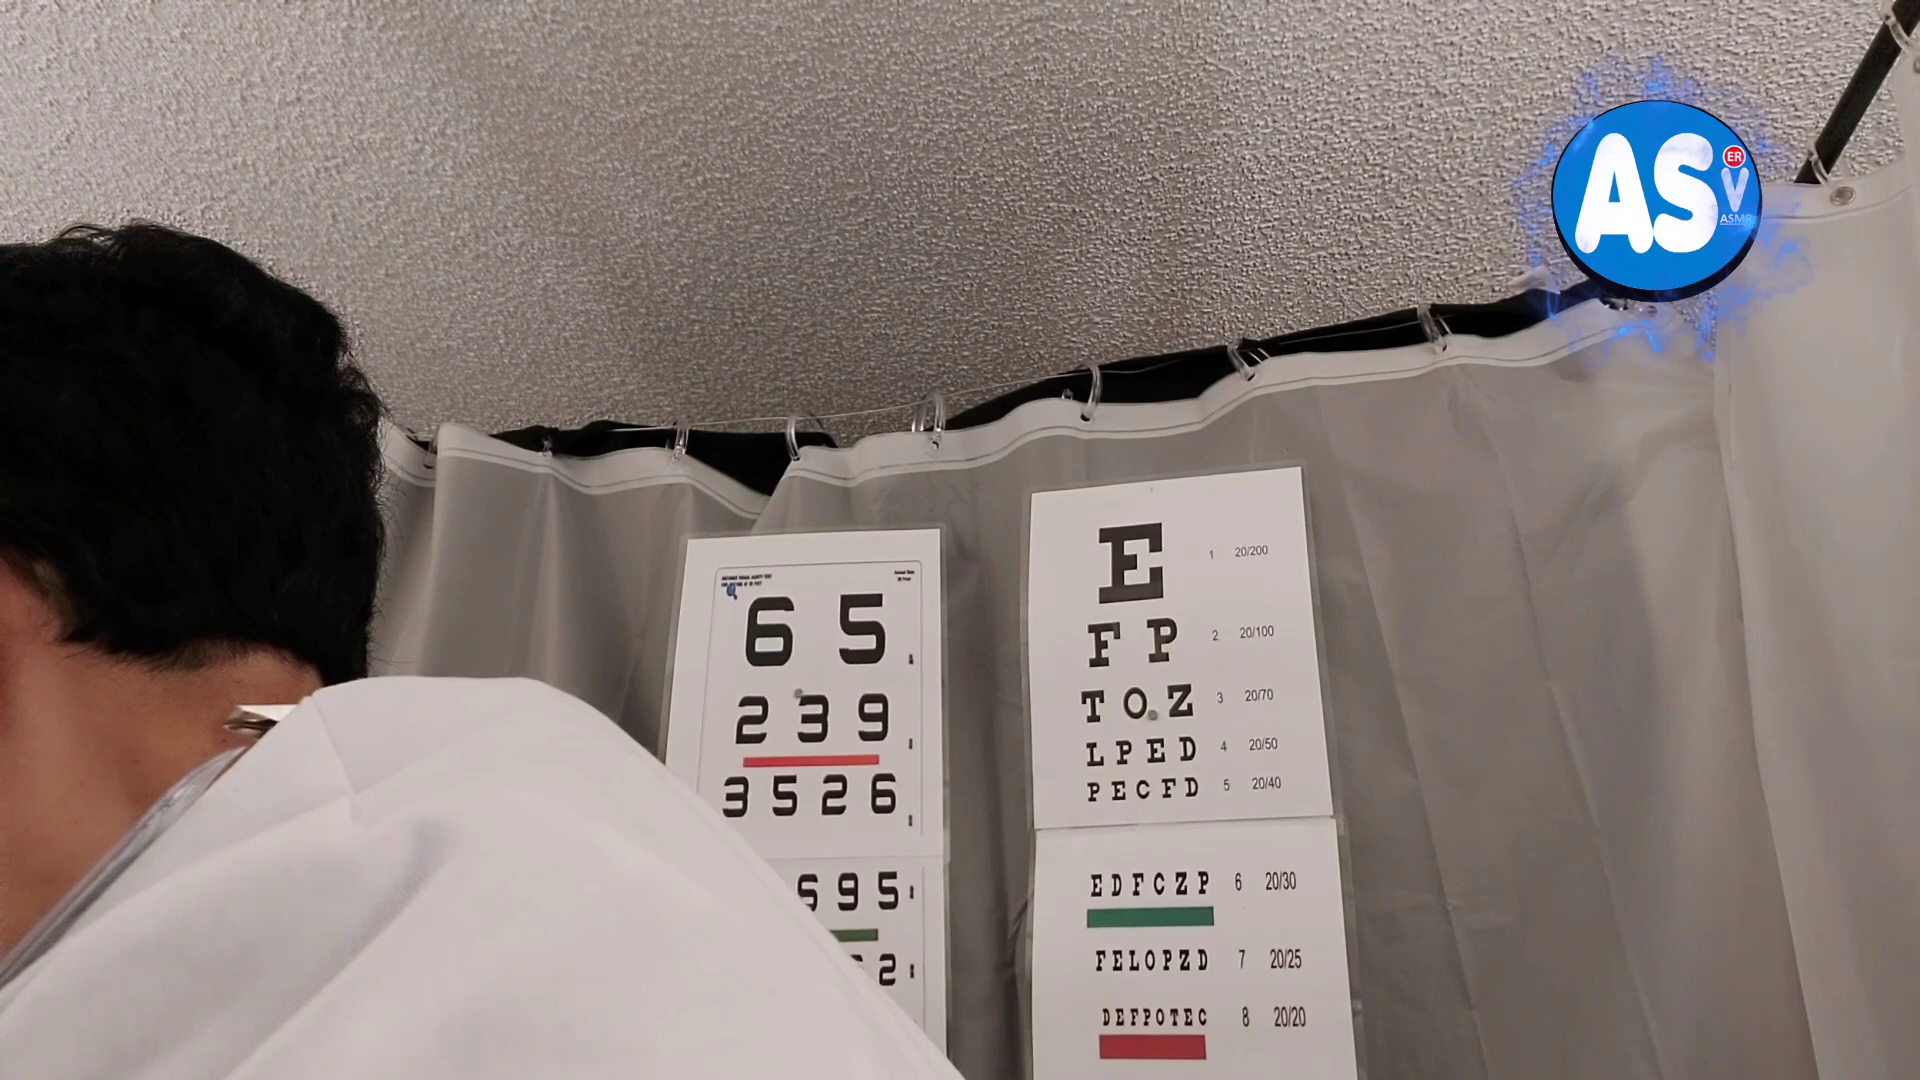 AS
ER
V
ASMR
6 5
2 3 9
3 5 2 6
6 9 5
2
E 1 20/200
F P 2 20/100
T O Z 3 20/70
L P E D 4 20/50
P E C F D 5 20/40
E D F C Z P 6 20/30
F E L O P Z D 7 20/25
D E F P O T E C 8 20/20